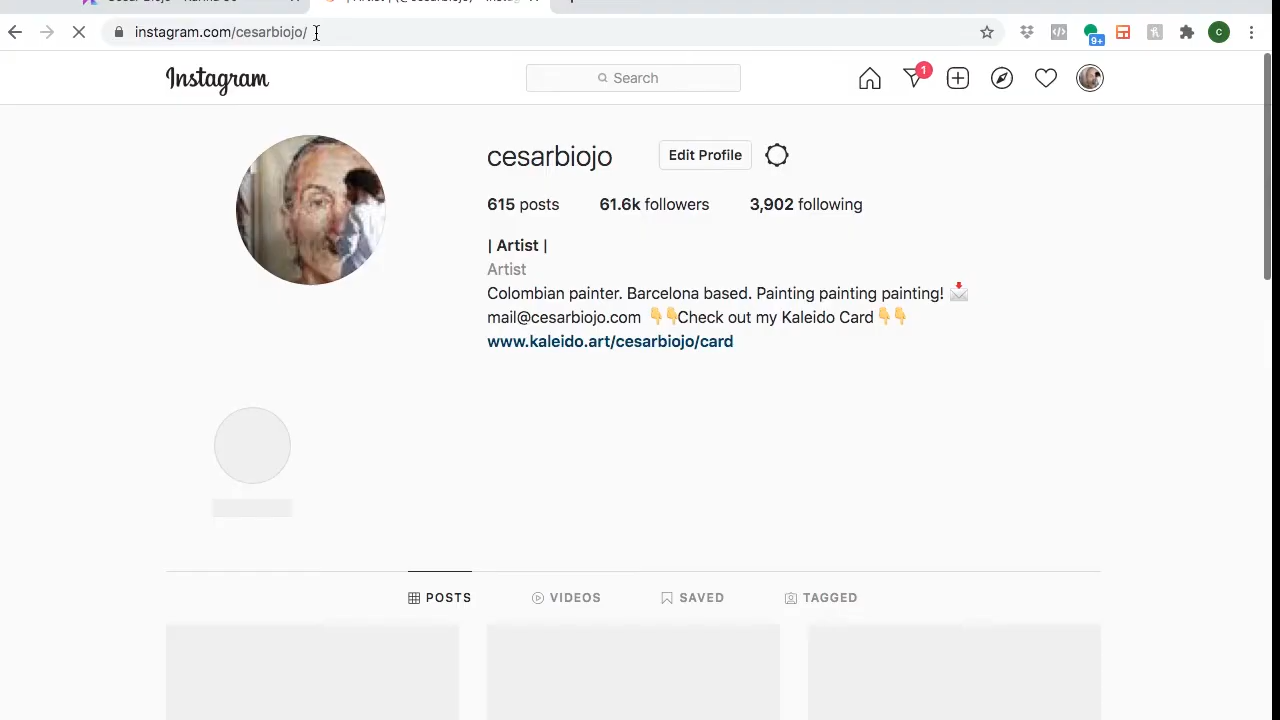 instagram.com/cesarbiojo/
9+
C
Instagram
Search
1
cesarbiojo
Edit Profile
615 posts 61.6k followers 3,902 following
| Artist |
Artist
Colombian painter. Barcelona based. Painting painting painting! 📩
mail@cesarbiojo.com 👇👇Check out my Kaleido Card👇👇
www.kaleido.art/cesarbiojo/card
POSTS VIDEOS SAVED TAGGED